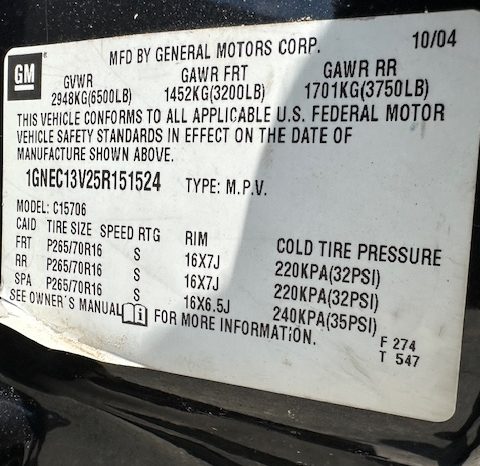 GM
MFD BY GENERAL MOTORS CORP. 10/04
GVWR GAWR FRT GAWR RR
2948KG(6500LB) 1452KG(3200LB) 1701KG(3750LB)
THIS VEHICLE CONFORMS TO ALL APPLICABLE U.S. FEDERAL MOTOR
VEHICLE SAFETY STANDARDS IN EFFECT ON THE DATE OF
MANUFACTURE SHOWN ABOVE.
1GNEC13V25R151524 TYPE: M.P.V.
MODEL: C15706
CAID TIRE SIZE SPEED RTG RIM COLD TIRE PRESSURE
FRT P265/70R16 S 16X7J 220KPA(32PSI)
RR P265/70R16 S 16X7J 220KPA(32PSI)
SPA P265/70R16 S 16X6.5J 240KPA(35PSI)
SEE OWNER'S MANUAL FOR MORE INFORMATION.
F 274
T 547